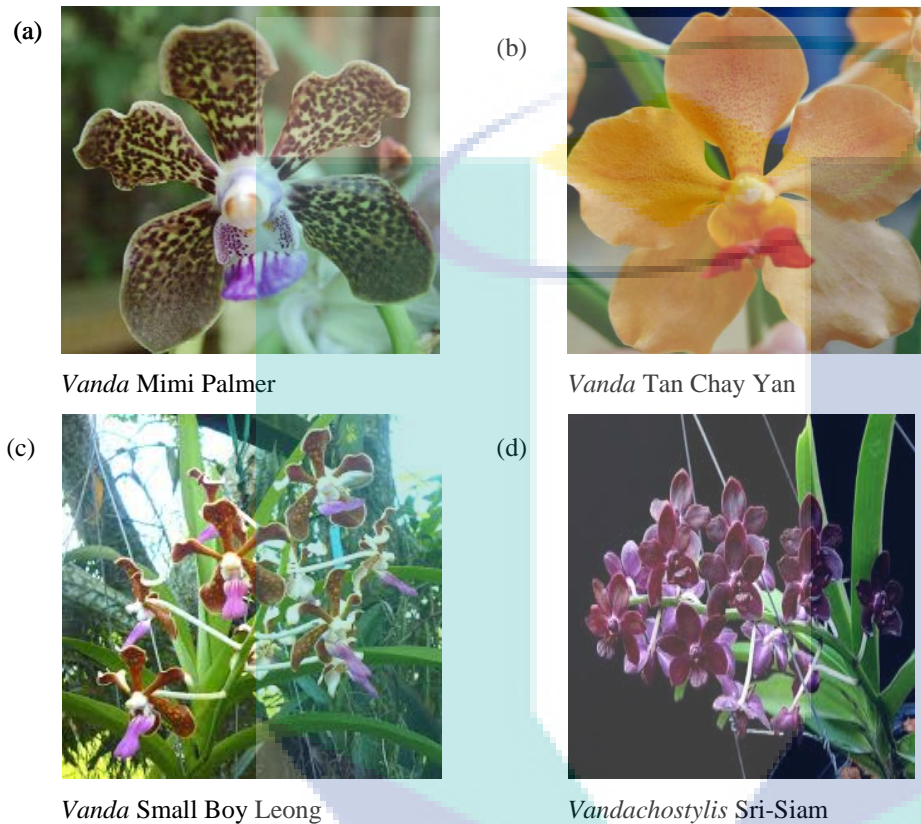 (a)
(b)
Vanda Mimi Palmer
Vanda Tan Chay Yan
(c)
(d)
Vanda Small Boy Leong
Vandachostylis Sri-Siam